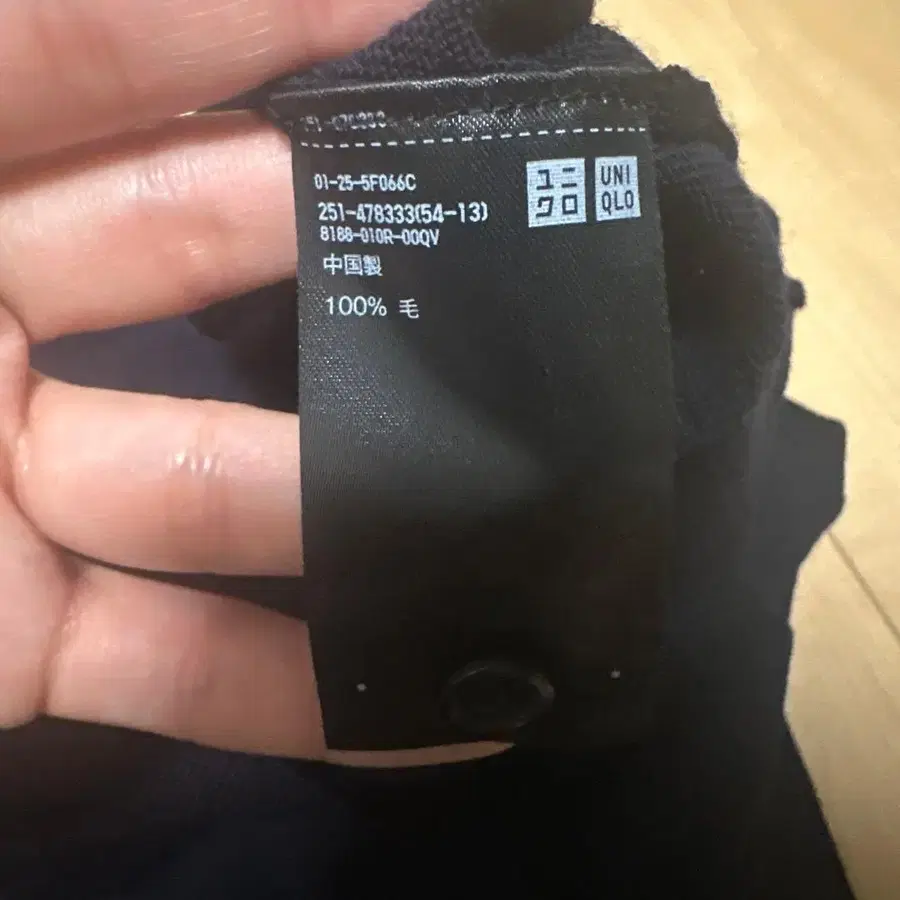 01-25-5F066C
251-478333(54-13)
8188-010R-00QV
中国製
100% 毛
ユニ
クロ
UNI
QLO